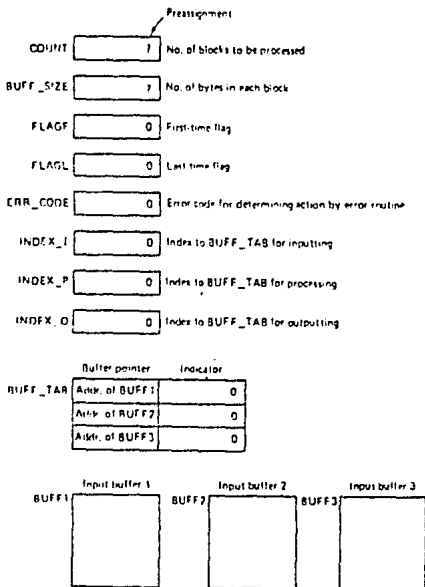 Preassignment
COUNT ? No. of blocks to be processed
BUFF_SIZE ? No. of bytes in each block
FLAGF 0 First-time flag
FLAGL 0 Last time flag
ERR_CODE 0 Error code for determining action by error routine
INDEX_I 0 Index to BUFF_TAB for inputting
INDEX_P 0 Index to BUFF_TAB for processing
INDEX_O 0 Index to BUFF_TAB for outputting
Buffer pointer Indicator
BUFF_TAB Addr. of BUFF1 0
Addr. of BUFF2 0
Addr. of BUFF3 0
Input buffer 1 Input buffer 2 Input buffer 3
BUFF1 BUFF2 BUFF3